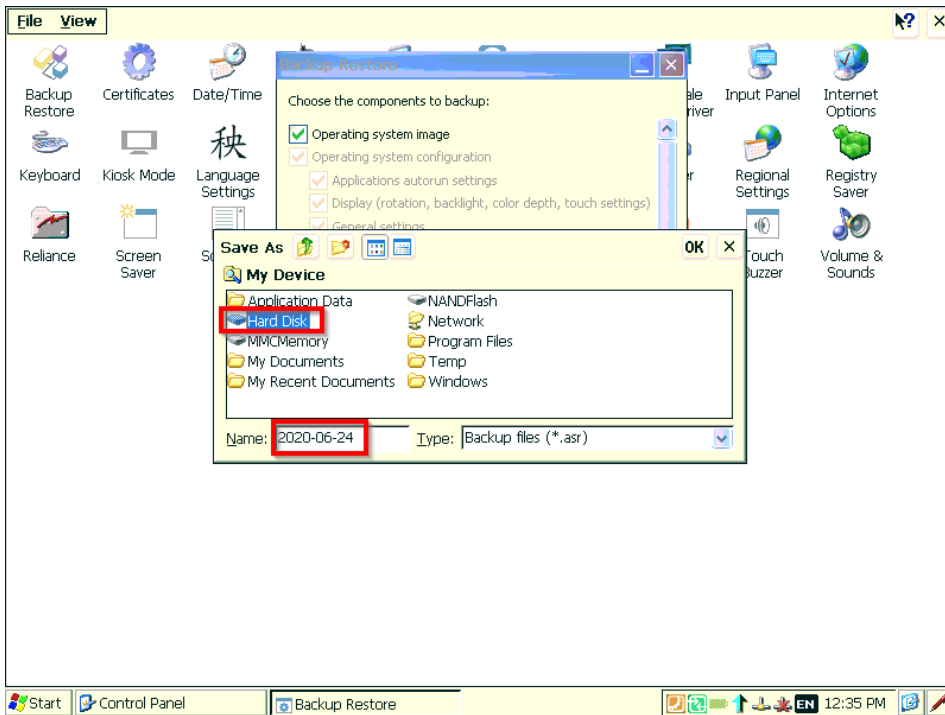 File View
Backup Restore
Choose the components to backup:
Operating system image
Operating system configuration
Applications autorun settings
Display (rotation, backlight, color depth, touch settings)
General settings
Backup
Restore
Certificates
Date/Time
Input Panel
Internet
Options
Keyboard
Kiosk Mode
秧
Language
Settings
Regional
Settings
Registry
Saver
Reliance
Screen
Saver
Touch
Buzzer
Volume &
Sounds
Save As OK
My Device
Application Data NANDFlash
Hard Disk Network
MMCMemory Program Files
My Documents Temp
My Recent Documents Windows
Name: 2020-06-24 Type: Backup files (*.asr)
Start Control Panel Backup Restore EN 12:35 PM